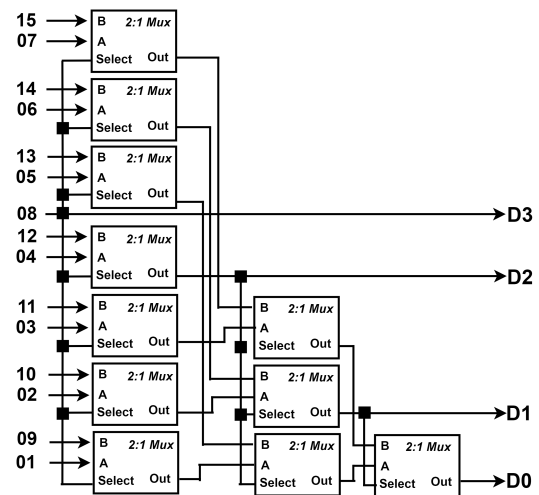 15 B 2:1 Mux
07 A
Select Out
14 B 2:1 Mux
06 A
Select Out
13 B 2:1 Mux
05 A
Select Out
08 D3
12 B 2:1 Mux
04 A
Select Out D2
11 B 2:1 Mux
03 A
Select Out
B 2:1 Mux
A
Select Out
10 B 2:1 Mux
02 A
Select Out
B 2:1 Mux
A
Select Out D1
09 B 2:1 Mux
01 A
Select Out
B 2:1 Mux
A
Select Out
B 2:1 Mux
A
Select Out D0